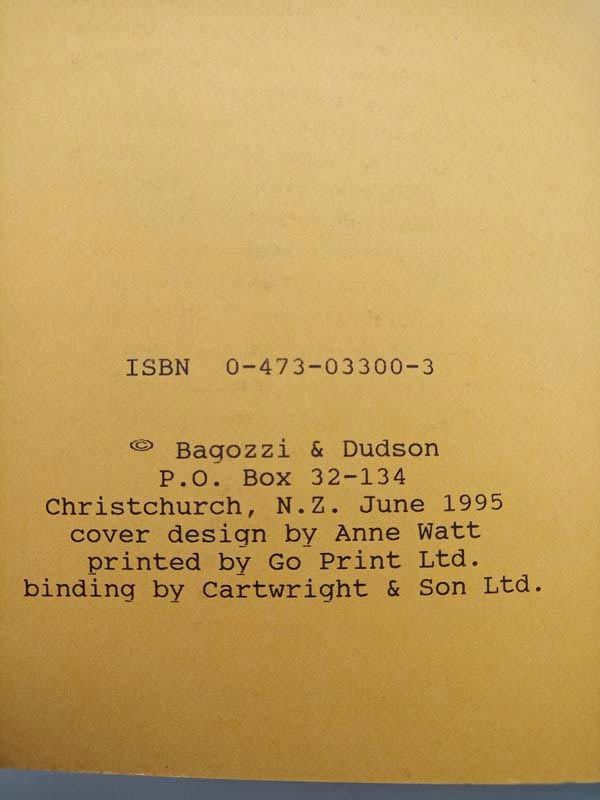 ISBN 0-473-03300-3
© Bagozzi & Dudson
P.O. Box 32-134
Christchurch, N.Z. June 1995
cover design by Anne Watt
printed by Go Print Ltd.
binding by Cartwright & Son Ltd.